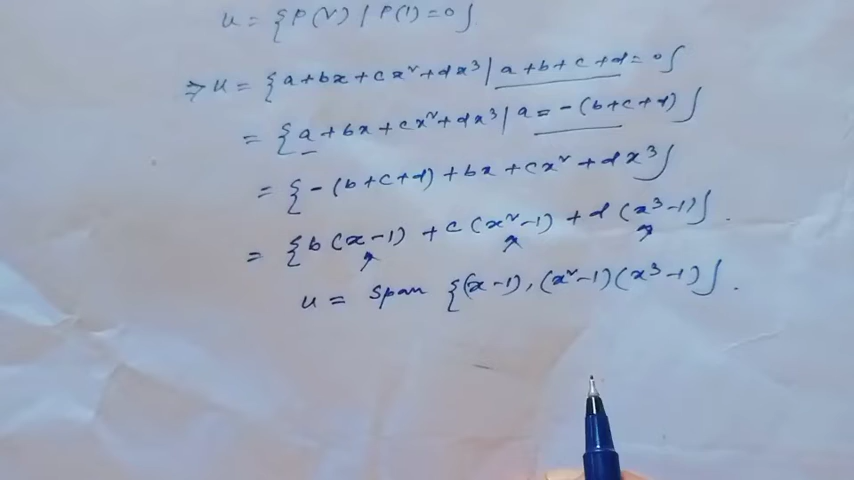 u = {P(r) / P(1) = 0}
⇒ u = {a + bx + cx² + dx³ | a + b + c + d = 0}
= {a + bx + cx² + dx³ | a = -(b + c + d)}
= {-(b + c + d) + bx + cx² + dx³}
= {b(x-1) + c(x²-1) + d(x³-1)}.
u = span {(x-1), (x²-1)(x³-1)}.